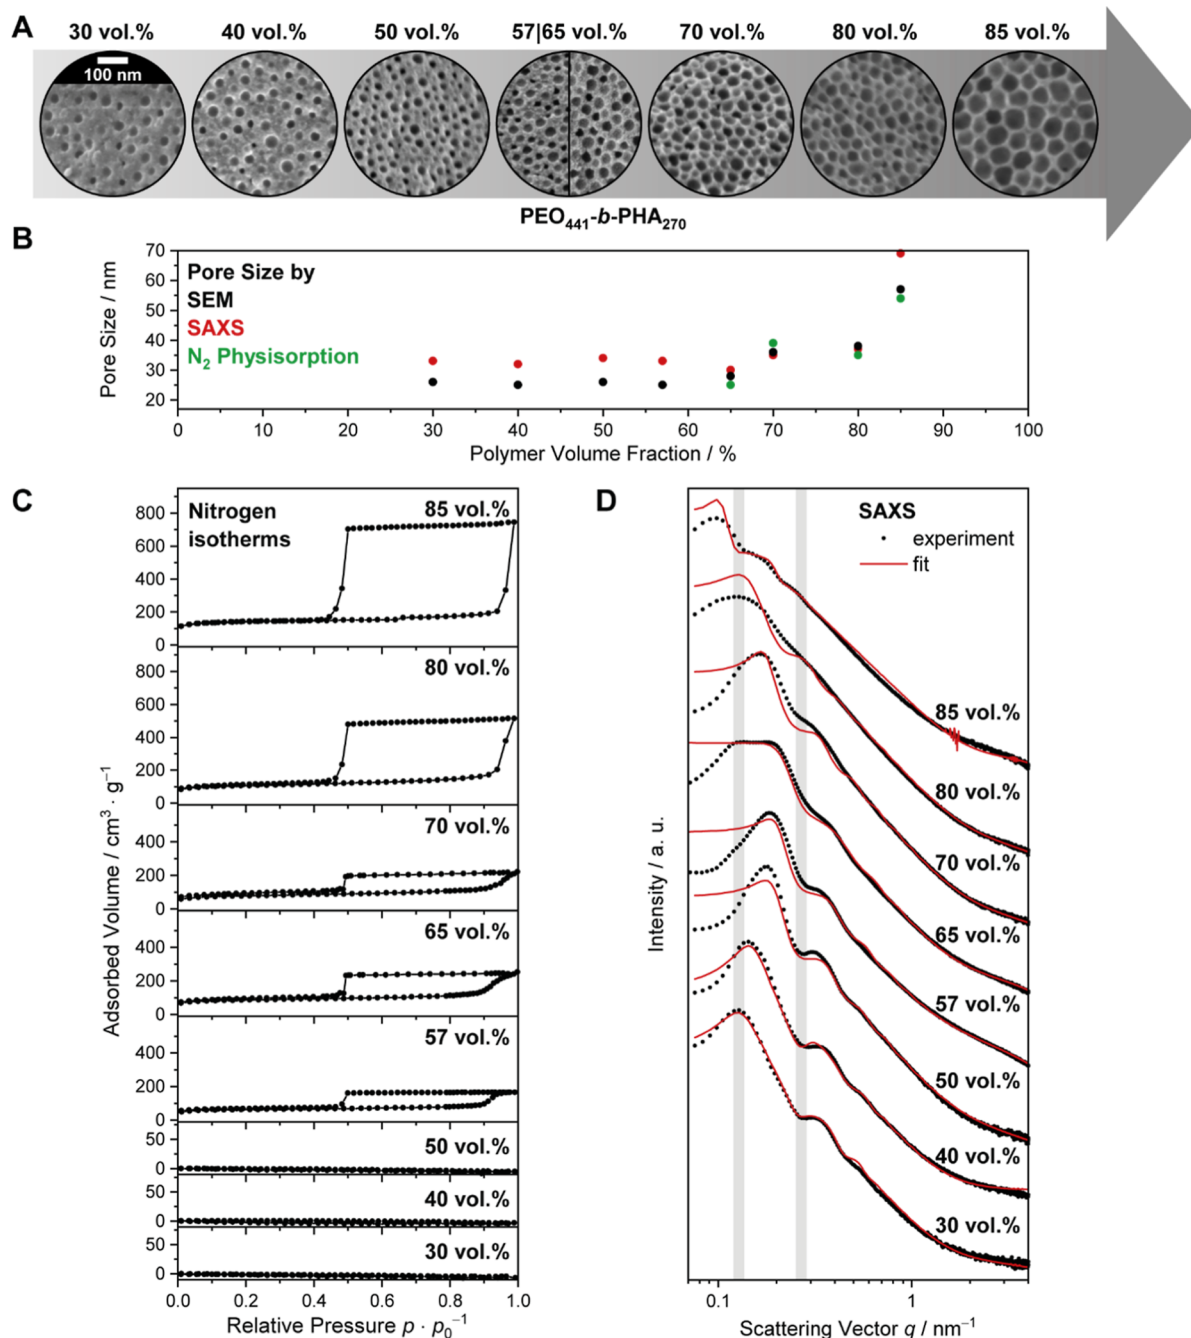 A
30 vol.% 40 vol.% 50 vol.% 57|65 vol.% 70 vol.% 80 vol.% 85 vol.%
100 nm
PEO441-b-PHA270
B
Pore Size / nm
70
60
50
40
30
20
Pore Size by
SEM
SAXS
N2 Physisorption
0 10 20 30 40 50 60 70 80 90 100
Polymer Volume Fraction / %
C
Nitrogen
isotherms
Adsorbed Volume / cm3 · g−1
85 vol.%
800
600
400
200
0
80 vol.%
800
600
400
200
0
70 vol.%
400
200
0
65 vol.%
400
200
0
57 vol.%
400
200
0
50 vol.%
50
0
40 vol.%
50
0
30 vol.%
50
0
0.0 0.2 0.4 0.6 0.8 1.0
Relative Pressure p · p0−1
D
SAXS
experiment
fit
Intensity / a. u.
85 vol.%
80 vol.%
70 vol.%
65 vol.%
57 vol.%
50 vol.%
40 vol.%
30 vol.%
0.1 1
Scattering Vector q / nm−1